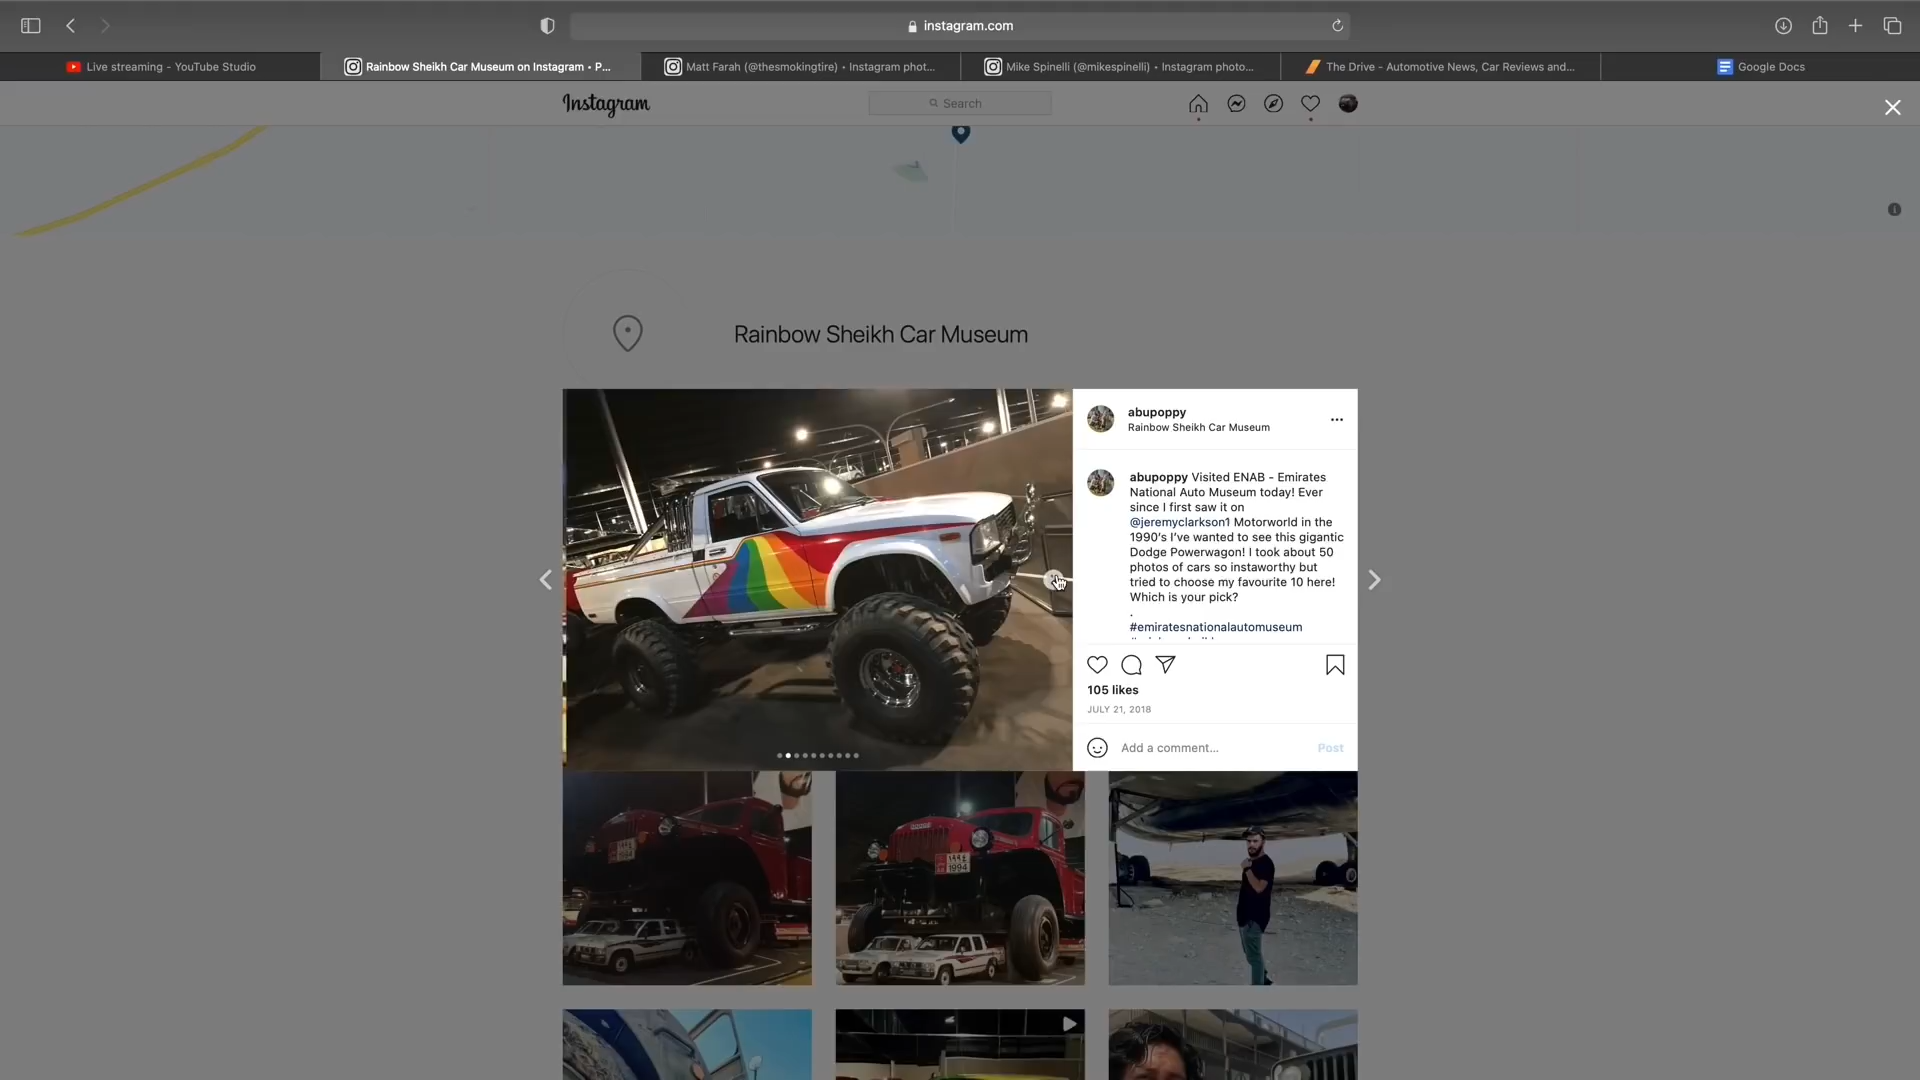 instagram.com
Live streaming - YouTube Studio
Rainbow Sheikh Car Museum on Instagram • P...
Matt Farah (@thesmokingtire) • Instagram phot...
Mike Spinelli (@mikespinelli) • Instagram photo...
The Drive - Automotive News, Car Reviews and...
Google Docs
Instagram
Search
Rainbow Sheikh Car Museum
abupoppy
Rainbow Sheikh Car Museum
abupoppy Visited ENAB - Emirates
National Auto Museum today! Ever
since I first saw it on
@jeremyclarkson1 Motorworld in the
1990's I've wanted to see this gigantic
Dodge Powerwagon! I took about 50
photos of cars so instaworthy but
tried to choose my favourite 10 here!
Which is your pick?
.
#emiratesnationalautomuseum
105 likes
JULY 21, 2018
Add a comment...
Post
١٩٩٤
1994